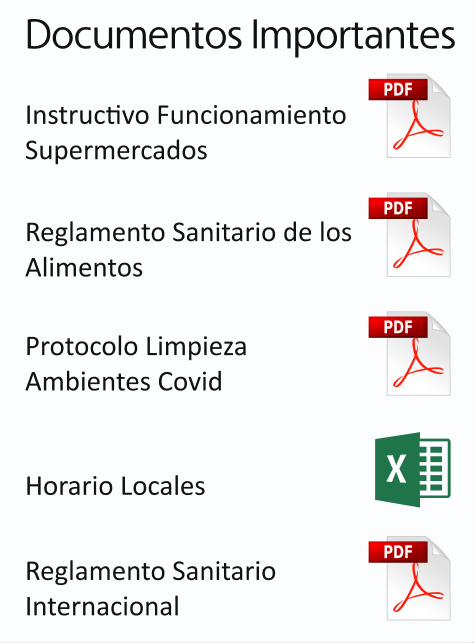 Documentos Importantes
PDF
Instructivo Funcionamiento
Supermercados
PDF
Reglamento Sanitario de los
Alimentos
PDF
Protocolo Limpieza
Ambientes Covid
X
Horario Locales
PDF
Reglamento Sanitario
Internacional